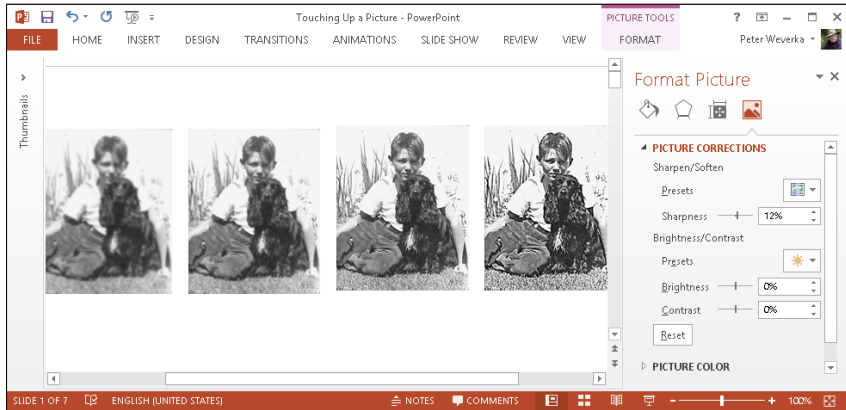 Touching Up a Picture - PowerPoint
PICTURE TOOLS
?
FILE
HOME
INSERT
DESIGN
TRANSITIONS
ANIMATIONS
SLIDE SHOW
REVIEW
VIEW
FORMAT
Peter Weverka
Thumbnails
Format Picture
PICTURE CORRECTIONS
Sharpen/Soften
Presets
Sharpness 12%
Brightness/Contrast
Presets
Brightness 0%
Contrast 0%
Reset
PICTURE COLOR
SLIDE 1 OF 7
ENGLISH (UNITED STATES)
NOTES
COMMENTS
100%